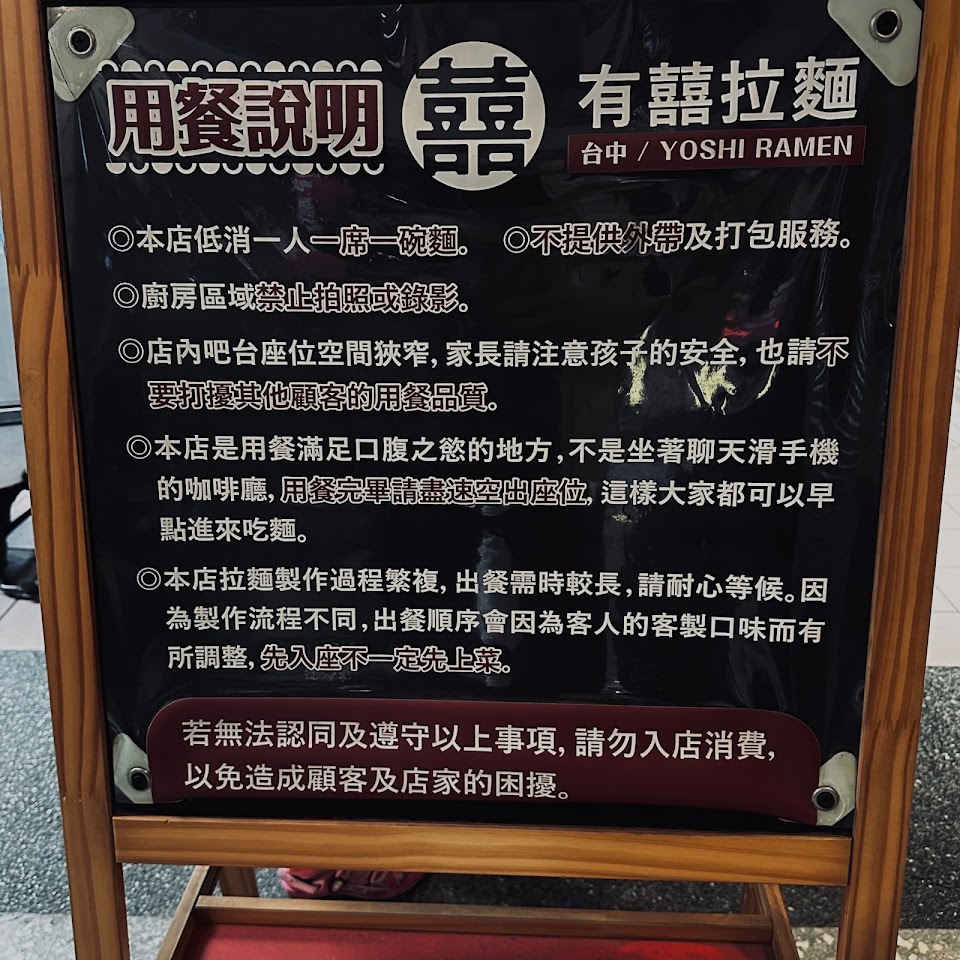 用餐說明
囍
有囍拉麵
台中 / YOSHI RAMEN
◎本店低消一人一席一碗麵。 ◎不提供外帶及打包服務。
◎廚房區域禁止拍照或錄影。
◎店內吧台座位空間狹窄, 家長請注意孩子的安全, 也請不
要打擾其他顧客的用餐品質。
◎本店是用餐滿足口腹之慾的地方, 不是坐著聊天滑手機
的咖啡廳, 用餐完畢請盡速空出座位, 這樣大家都可以早
點進來吃麵。
◎本店拉麵製作過程繁複, 出餐需時較長, 請耐心等候。因
為製作流程不同, 出餐順序會因為客人的客製口味而有
所調整, 先入座不一定先上菜。
若無法認同及遵守以上事項, 請勿入店消費,
以免造成顧客及店家的困擾。